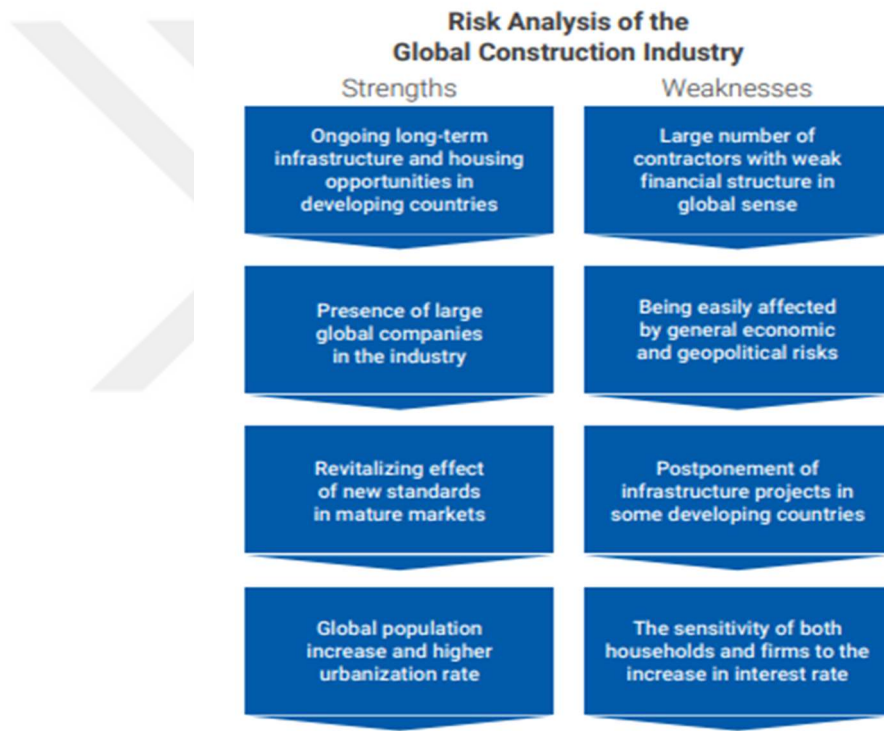 Risk Analysis of the
Global Construction Industry
Strengths
Weaknesses
Ongoing long-term
infrastructure and housing
opportunities in
developing countries
Large number of
contractors with weak
financial structure in
global sense
Presence of large
global companies
in the industry
Being easily affected
by general economic
and geopolitical risks
Revitalizing effect
of new standards
in mature markets
Postponement of
infrastructure projects in
some developing countries
Global population
increase and higher
urbanization rate
The sensitivity of both
households and firms to the
increase in interest rate